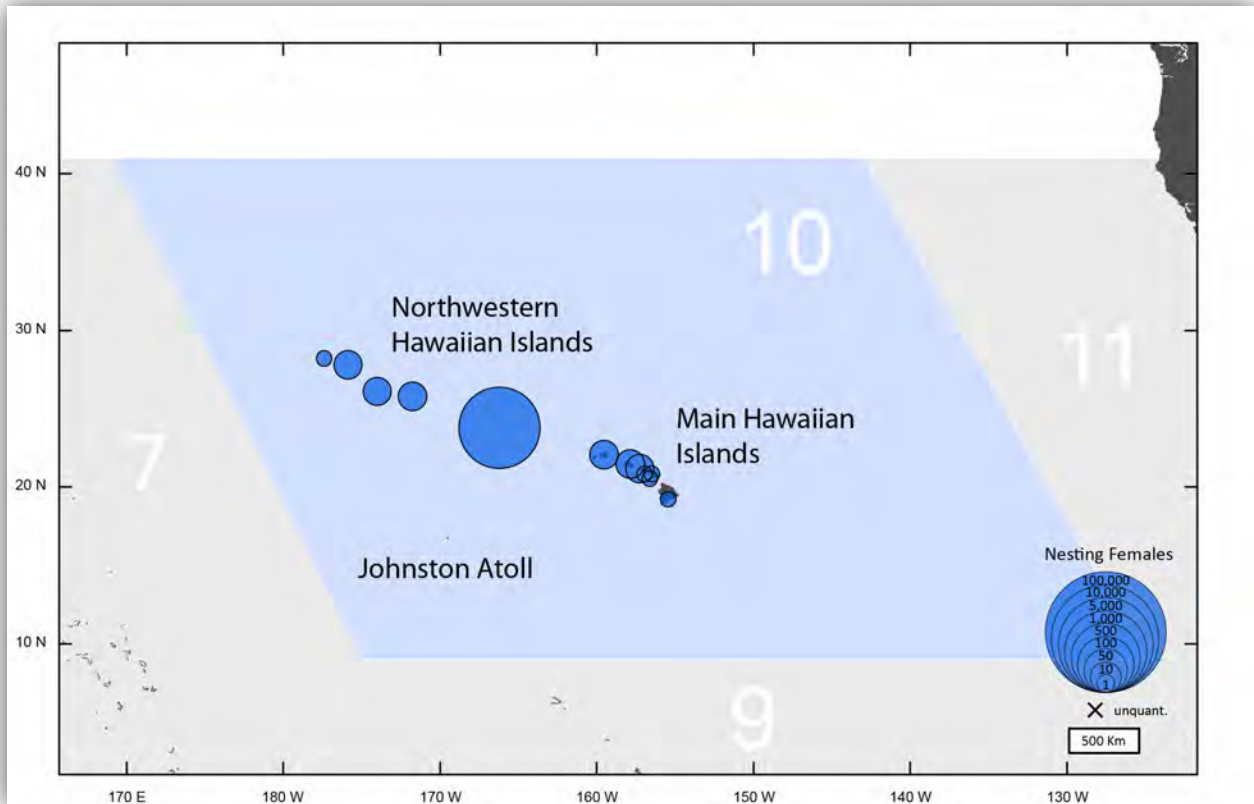 40 N
30 N
20 N
10 N
10
11
7
9
Northwestern
Hawaiian Islands
Main Hawaiian
Islands
Johnston Atoll
Nesting Females
100,000
10,000
5,000
1,000
500
100
50
10
1
unquant.
500 Km
170 E
180 W
170 W
160 W
150 W
140 W
130 W